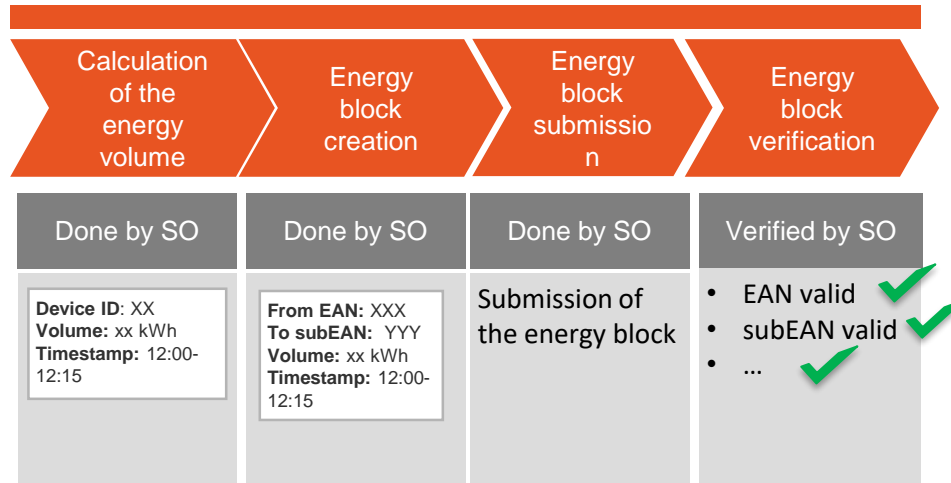 Calculation
of the
energy
volume
Energy
block
creation
Energy
block
submissio
n
Energy
block
verification
Done by SO
Done by SO
Done by SO
Verified by SO
Device ID: XX
Volume: xx kWh
Timestamp: 12:00-
12:15
From EAN: XXX
To subEAN: YYY
Volume: xx kWh
Timestamp: 12:00-
12:15
Submission of
the energy block
• EAN valid
• subEAN valid
• ...